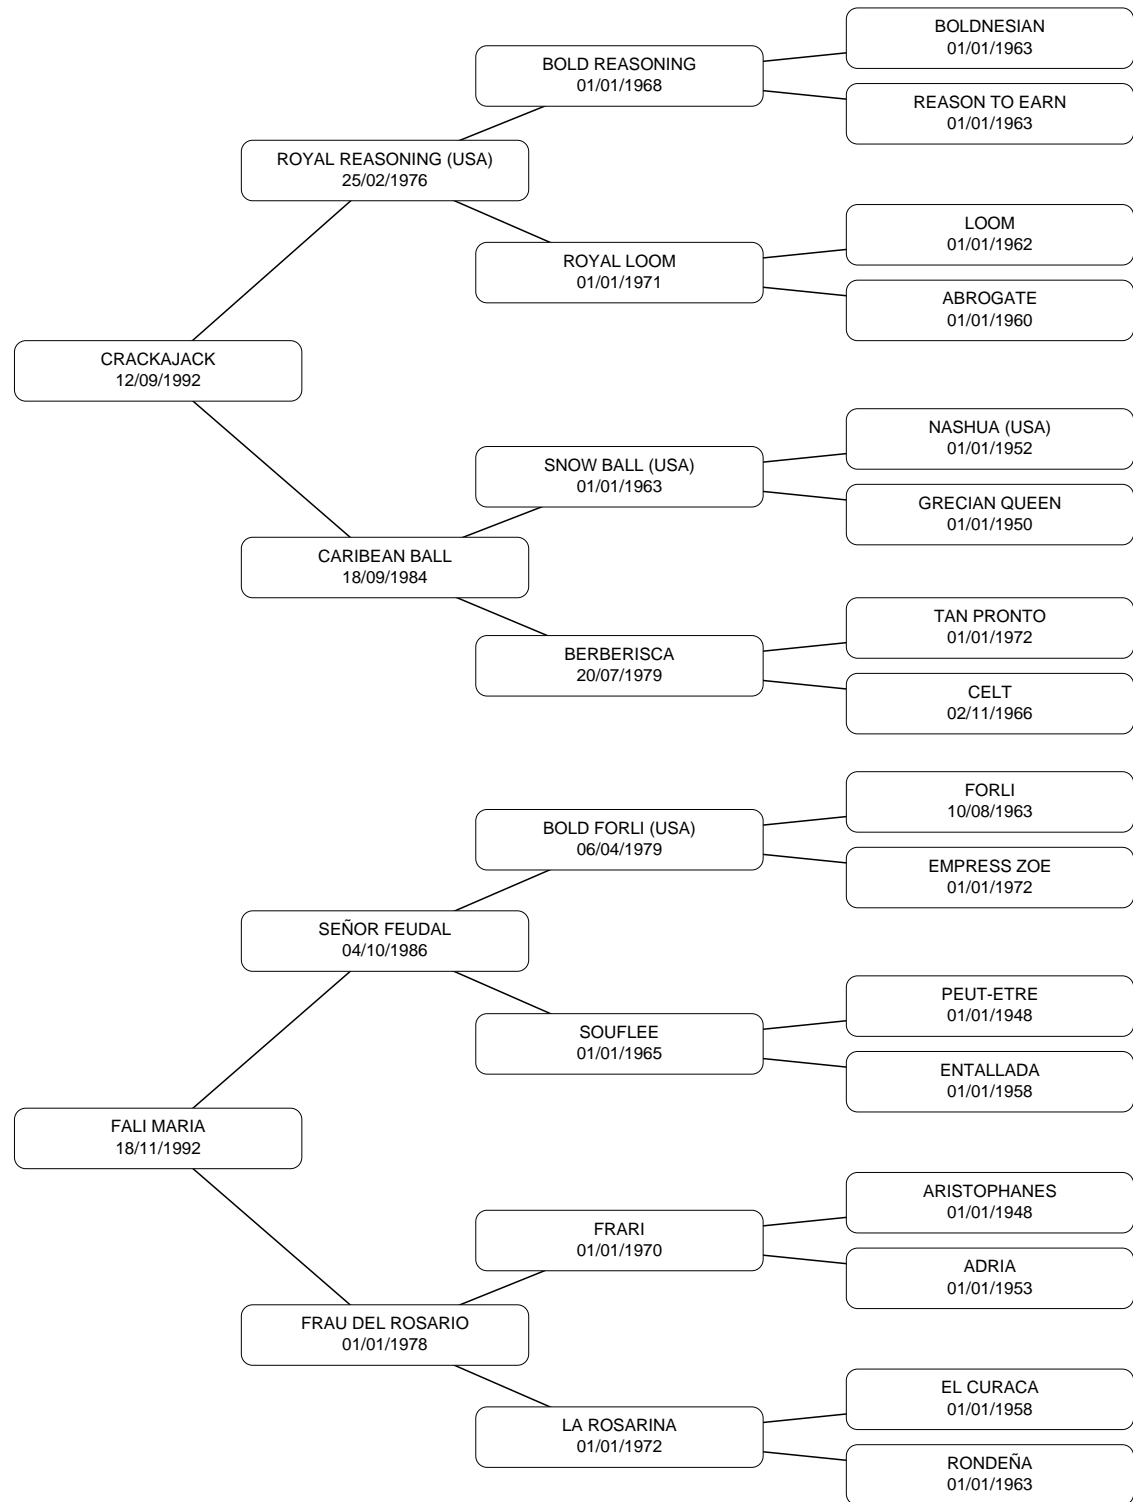 BOLDNESIAN
01/01/1963
BOLD REASONING
01/01/1968
REASON TO EARN
01/01/1963
ROYAL REASONING (USA)
25/02/1976
LOOM
01/01/1962
ROYAL LOOM
01/01/1971
ABROGATE
01/01/1960
CRACKAJACK
12/09/1992
NASHUA (USA)
01/01/1952
SNOW BALL (USA)
01/01/1963
GRECIAN QUEEN
01/01/1950
CARIBEAN BALL
18/09/1984
TAN PRONTO
01/01/1972
BERBERISCA
20/07/1979
CELT
02/11/1966
FORLI
10/08/1963
BOLD FORLI (USA)
06/04/1979
EMPRESS ZOE
01/01/1972
SEÑOR FEUDAL
04/10/1986
PEUT-ETRE
01/01/1948
SOUFLEE
01/01/1965
ENTALLADA
01/01/1958
FALI MARIA
18/11/1992
ARISTOPHANES
01/01/1948
FRARI
01/01/1970
ADRIA
01/01/1953
FRAU DEL ROSARIO
01/01/1978
EL CURACA
01/01/1958
LA ROSARINA
01/01/1972
RONDEÑA
01/01/1963